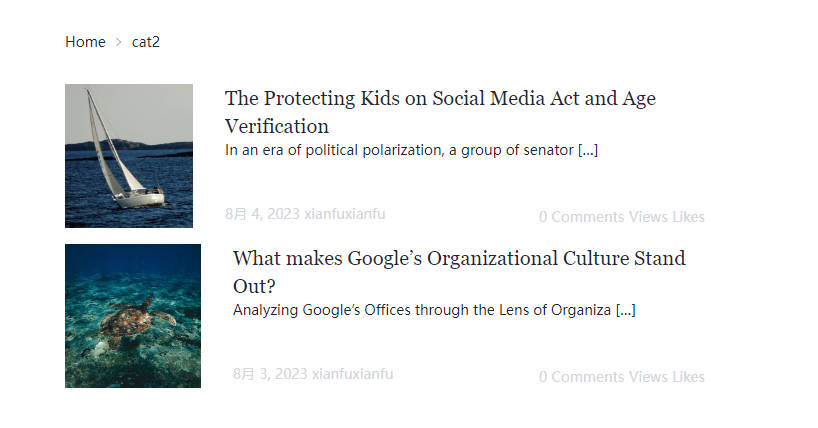 Home > cat2
The Protecting Kids on Social Media Act and Age
Verification
In an era of political polarization, a group of senator [...]
8月 4, 2023 xianfuxianfu
0 Comments Views Likes
What makes Google’s Organizational Culture Stand
Out?
Analyzing Google’s Offices through the Lens of Organiza [...]
8月 3, 2023 xianfuxianfu
0 Comments Views Likes